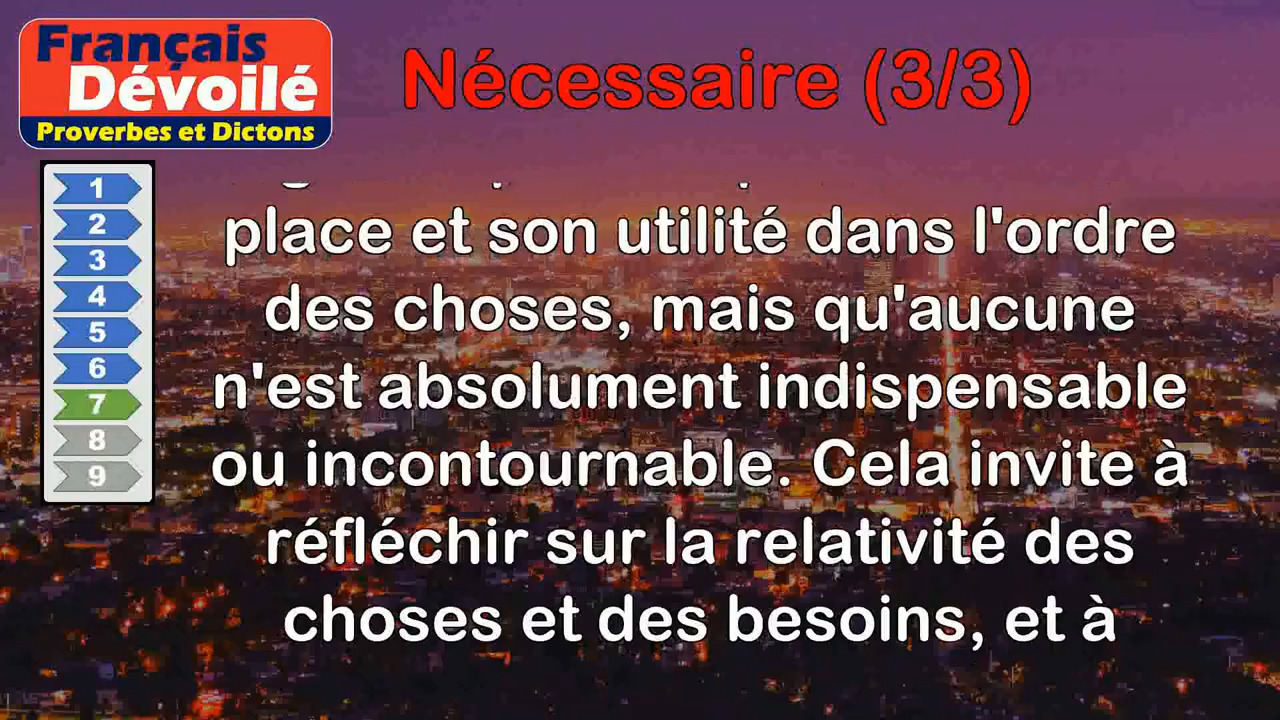 Français
Dévoilé
Proverbes et Dictons
Nécessaire (3/3)
1
2
3
4
5
6
7
8
9
place et son utilité dans l'ordre
des choses, mais qu'aucune
n'est absolument indispensable
ou incontournable. Cela invite à
réfléchir sur la relativité des
choses et des besoins, et à